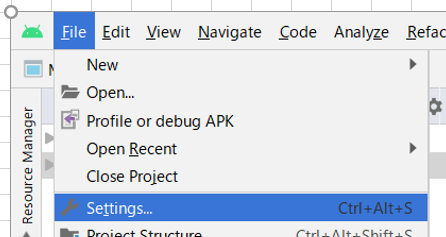 File Edit View Navigate Code Analyze Refac
New
Open...
Profile or debug APK
Open Recent
Close Project
Settings... Ctrl+Alt+S
Project Structure Ctrl+Alt+Shift+S
Resource Manager